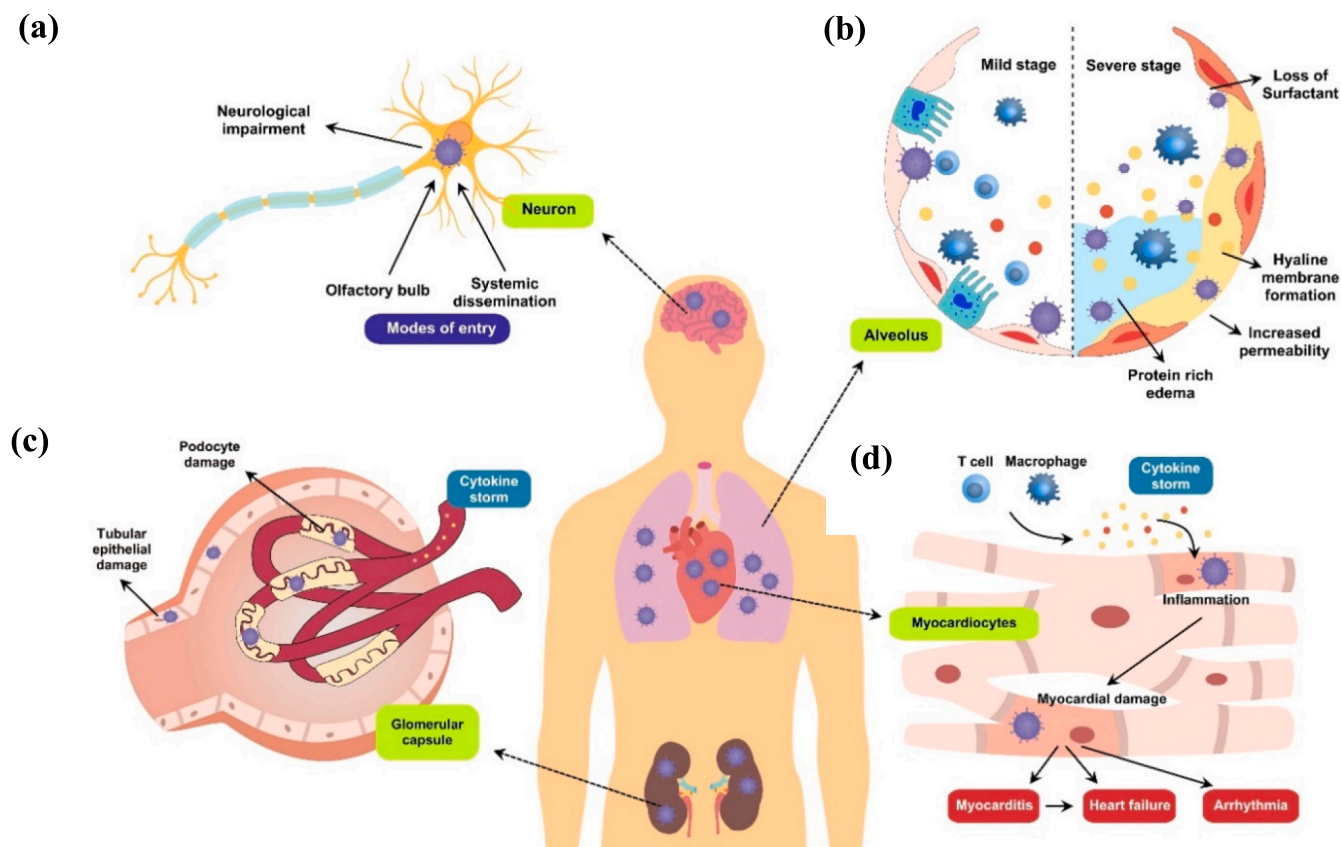 (a)
Neurological
impairment
Neuron
Olfactory bulb
Systemic
dissemination
Modes of entry
(b)
Mild stage
Severe stage
Loss of
Surfactant
Hyaline
membrane
formation
Increased
permeability
Protein rich
edema
Alveolus
(c)
Podocyte
damage
Cytokine
storm
Tubular
epithelial
damage
Glomerular
capsule
(d)
T cell
Macrophage
Cytokine
storm
Inflammation
Myocardiocytes
Myocardial damage
Myocarditis
Heart failure
Arrhythmia